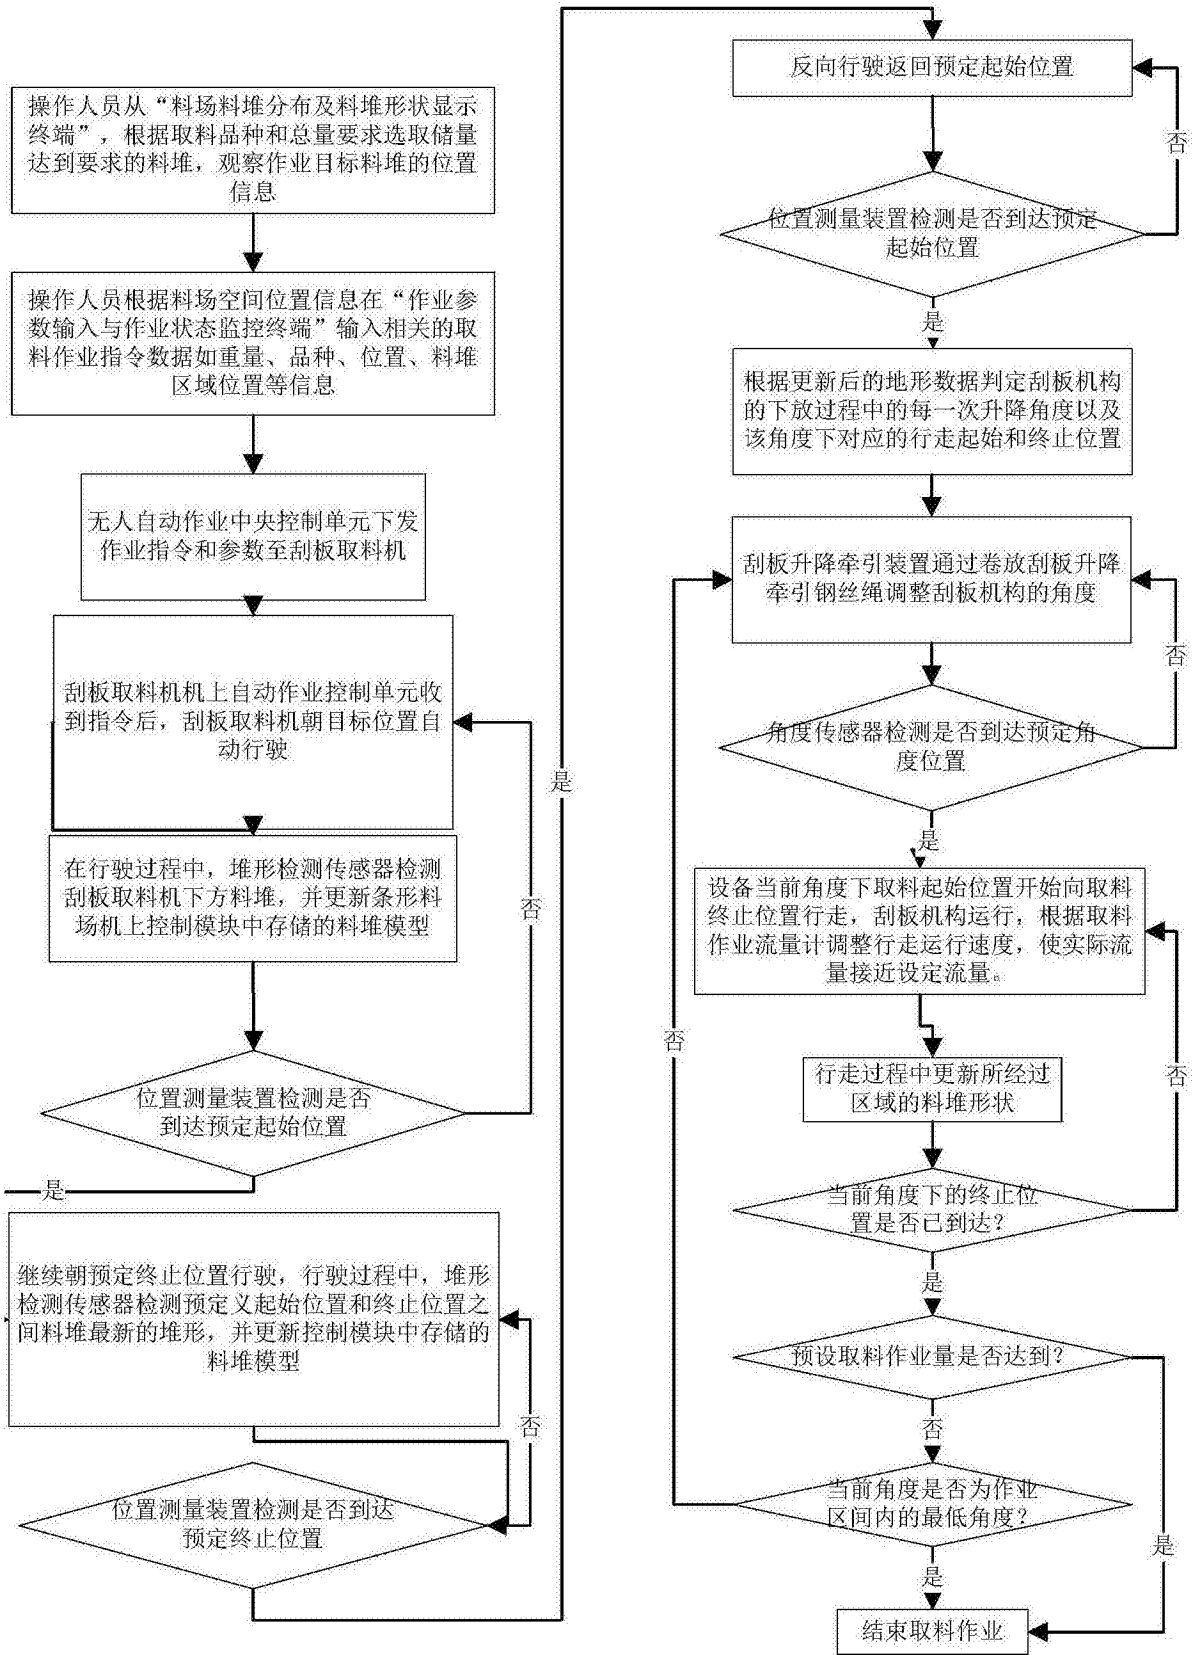 操作人员从“料场料堆分布及料堆形状显示
终端”，根据取料品种和总量要求选取储量
达到要求的料堆，观察作业目标料堆的位置
信息
操作人员根据料场空间位置信息在“作业参
数输入与作业状态监控终端”输入相关的取
料作业指令数据如重量、品种、位置、料堆
区域位置等信息
无人自动作业中央控制单元下发
作业指令和参数至刮板取料机
刮板取料机机上自动作业控制单元收
到指令后，刮板取料机朝目标位置自
动行驶
在行驶过程中，堆形检测传感器检测
刮板取料机下方料堆，并更新条形料
场机上控制模块中存储的料堆模型
否
位置测量装置检测是否
到达预定起始位置
是
继续朝预定终止位置行驶，行驶过程中，堆形
检测传感器检测预定义起始位置和终止位置之
间料堆最新的堆形，并更新控制模块中存储的
料堆模型
否
位置测量装置检测是否到达
预定终止位置
是
反向行驶返回预定起始位置
否
位置测量装置检测是否到达预定
起始位置
是
根据更新后的地形数据判定刮板机构
的下放过程中的每一次升降角度以及
该角度下对应的行走起始和终止位置
刮板升降牵引装置通过卷放刮板升降
牵引钢丝绳调整刮板机构的角度
否
角度传感器检测是否到达预定角
度位置
是
设备当前角度下取料起始位置开始向取料
终止位置行走，刮板机构运行，根据取料
作业流量计调整行走运行速度，使实际流
量接近设定流量。
否
行走过程中更新所经过
区域的料堆形状
否
当前角度下的终止位
置是否已到达？
是
预设取料作业量是否达到？
否
当前角度是否为作业
区间内的最低角度？
是
是
结束取料作业